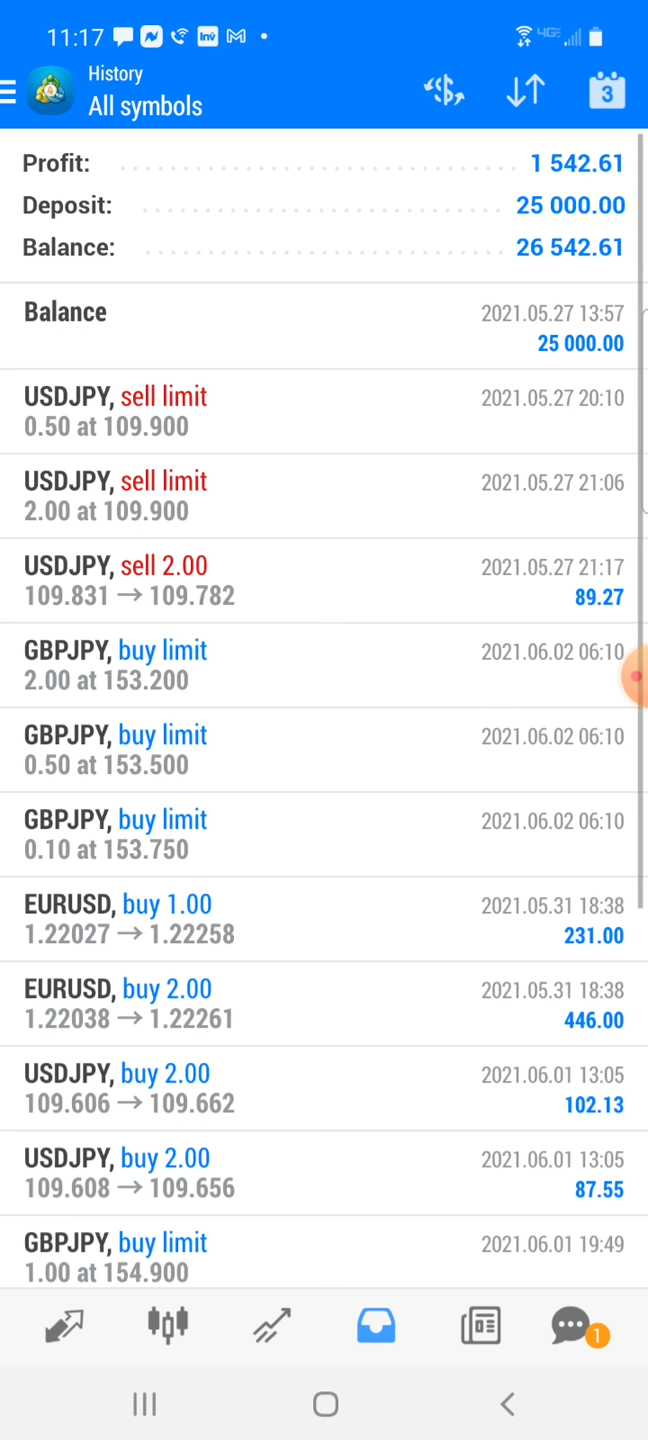 11:17
4GE
History
All symbols
3
Profit: 1 542.61
Deposit: 25 000.00
Balance: 26 542.61
Balance 2021.05.27 13:57
25 000.00
USDJPY, sell limit 2021.05.27 20:10
0.50 at 109.900
USDJPY, sell limit 2021.05.27 21:06
2.00 at 109.900
USDJPY, sell 2.00 2021.05.27 21:17
109.831 → 109.782 89.27
GBPJPY, buy limit 2021.06.02 06:10
2.00 at 153.200
GBPJPY, buy limit 2021.06.02 06:10
0.50 at 153.500
GBPJPY, buy limit 2021.06.02 06:10
0.10 at 153.750
EURUSD, buy 1.00 2021.05.31 18:38
1.22027 → 1.22258 231.00
EURUSD, buy 2.00 2021.05.31 18:38
1.22038 → 1.22261 446.00
USDJPY, buy 2.00 2021.06.01 13:05
109.606 → 109.662 102.13
USDJPY, buy 2.00 2021.06.01 13:05
109.608 → 109.656 87.55
GBPJPY, buy limit 2021.06.01 19:49
1.00 at 154.900
1